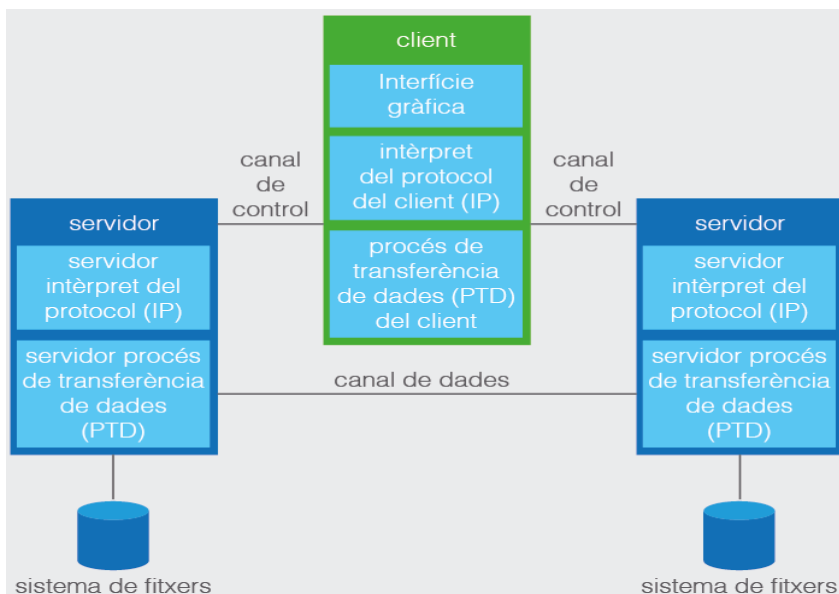 client
Interfície
gràfica
intèrpret
del protocol
del client (IP)
procés de
transferència
de dades (PTD)
del client
canal
de
control
canal
de
control
servidor
servidor
intèrpret del
protocol (IP)
servidor procés
de transferència
de dades
(PTD)
servidor
servidor
intèrpret del
protocol (IP)
servidor procés
de transferència
de dades
(PTD)
canal de dades
sistema de fitxers
sistema de fitxers